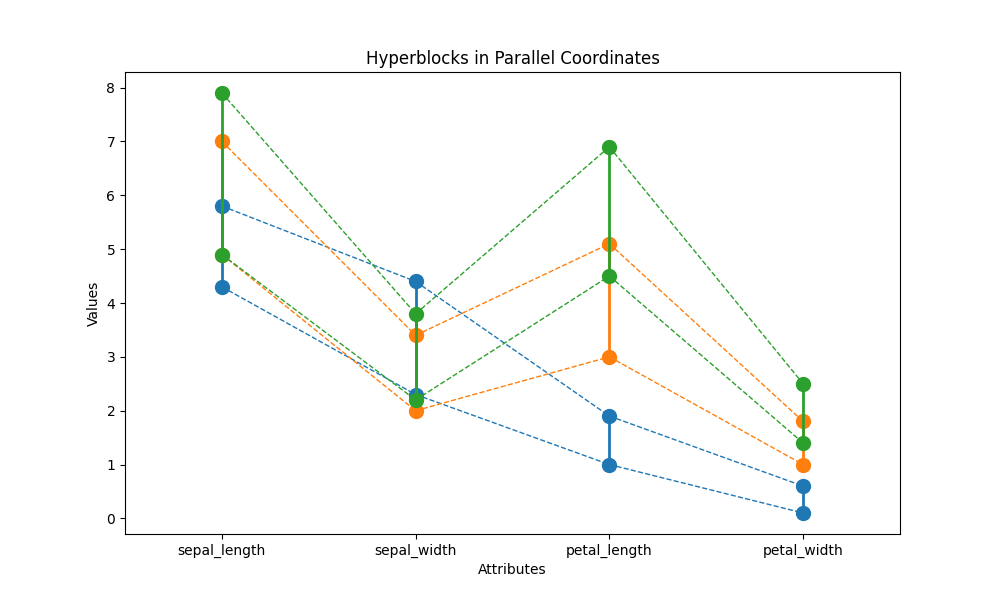 Hyperblocks in Parallel Coordinates
8
7
6
5
4
3
2
1
0
Values
sepal_length sepal_width petal_length petal_width
Attributes